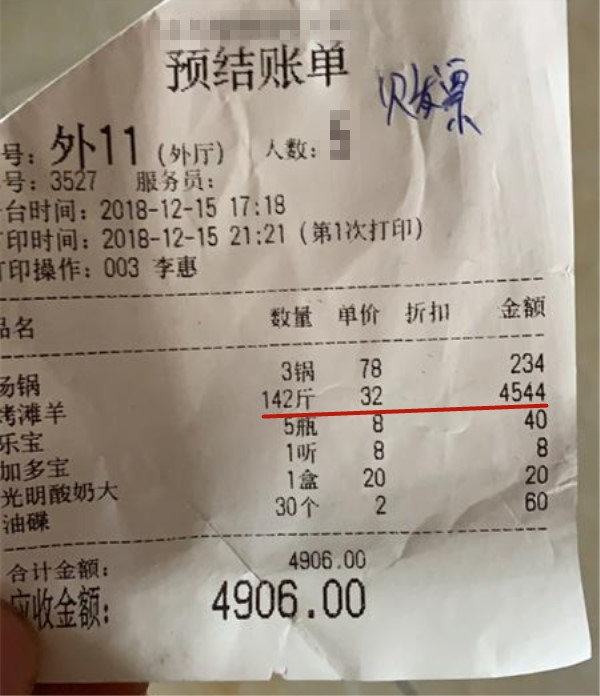 预结账单
欠发票
号: 外11 (外厅) 人数: 5
号: 3527 服务员:
台时间: 2018-12-15 17:18
印时间: 2018-12-15 21:21 (第1次打印)
印操作: 003 李惠
品名 数量 单价 折扣 金额
汤锅 3锅 78 234
烤滩羊 142斤 32 4544
乐宝 5瓶 8 40
加多宝 1听 8 8
光明酸奶大 1盒 20 20
油碟 30个 2 60
合计金额: 4906.00
应收金额: 4906.00